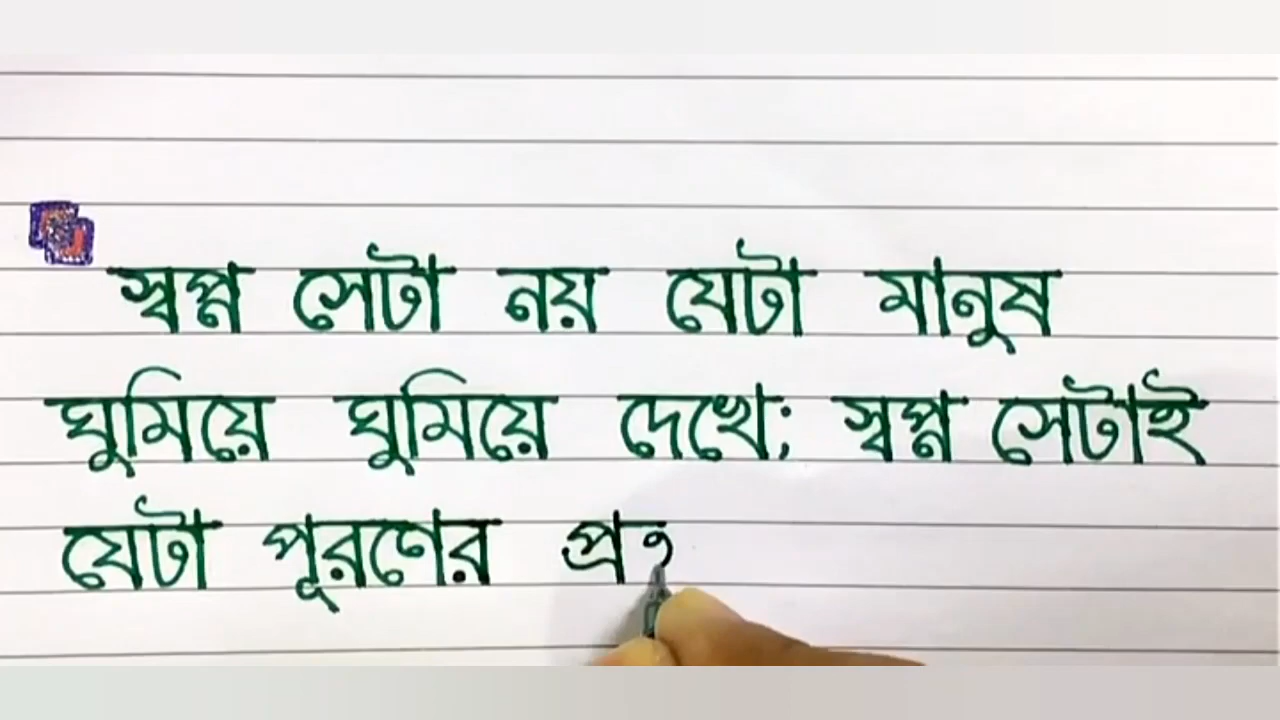 স্বপ্ন সেটা নয় যেটা মানুষ
ঘুমিয়ে ঘুমিয়ে দেখে; স্বপ্ন সেটাই
যেটা পূরণের